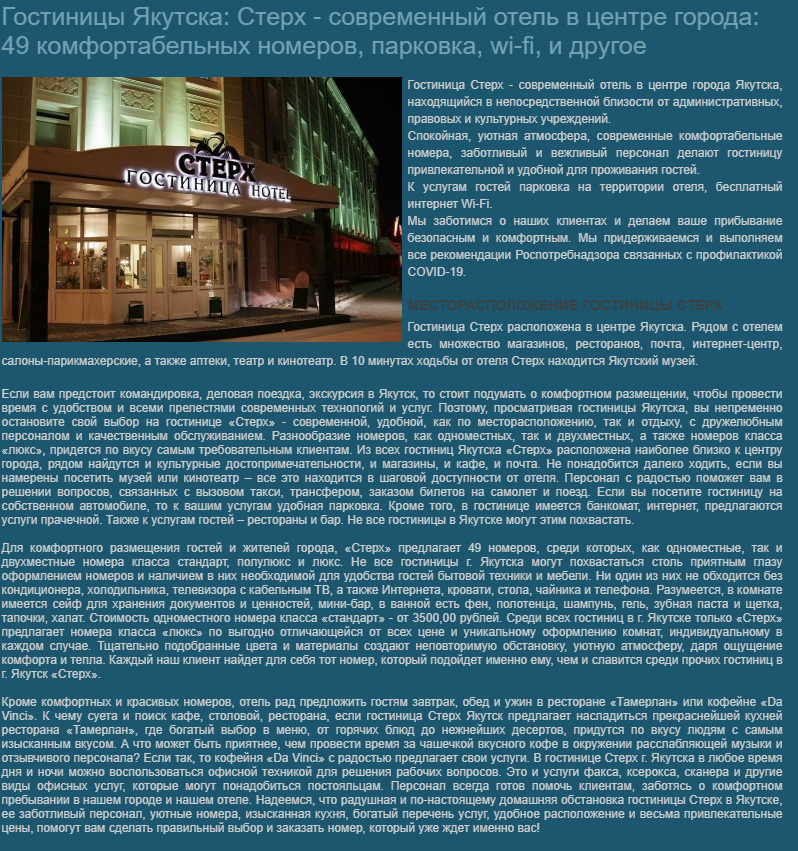 Гостиницы Якутска: Стерх - современный отель в центре города:
49 комфортабельных номеров, парковка, wi-fi, и другое
СТЕРХ
ГОСТИНИЦА HOTEL
Гостиница Стерх - современный отель в центре города Якутска,
находящийся в непосредственной близости от административных,
правовых и культурных учреждений.
Спокойная, уютная атмосфера, современные комфортабельные
номера, заботливый и вежливый персонал делают гостиницу
привлекательной и удобной для проживания гостей.
К услугам гостей парковка на территории отеля, бесплатный
интернет Wi-Fi.
Мы заботимся о наших клиентах и делаем ваше прибывание
безопасным и комфортным. Мы придерживаемся и выполняем
все рекомендации Роспотребнадзора связанных с профилактикой
COVID-19.
МЕСТОРАСПОЛОЖЕНИЕ ГОСТИНИЦЫ СТЕРХ
Гостиница Стерх расположена в центре Якутска. Рядом с отелем
есть множество магазинов, ресторанов, почта, интернет-центр,
салоны-парикмахерские, а также аптеки, театр и кинотеатр. В 10 минутах ходьбы от отеля Стерх находится Якутский музей.
Если вам предстоит командировка, деловая поездка, экскурсия в Якутск, то стоит подумать о комфортном размещении, чтобы провести
время с удобством и всеми прелестями современных технологий и услуг. Поэтому, просматривая гостиницы Якутска, вы непременно
остановите свой выбор на гостинице «Стерх» - современной, удобной, как по месторасположению, так и отдыху, с дружелюбным
персоналом и качественным обслуживанием. Разнообразие номеров, как одноместных, так и двухместных, а также номеров класса
«люкс», придется по вкусу самым требовательным клиентам. Из всех гостиниц Якутска «Стерх» расположена наиболее близко к центру
города, рядом найдутся и культурные достопримечательности, и магазины, и кафе, и почта. Не понадобится далеко ходить, если вы
намерены посетить музей или кинотеатр – все это находится в шаговой доступности от отеля. Персонал с радостью поможет вам в
решении вопросов, связанных с вызовом такси, трансфером, заказом билетов на самолет и поезд. Если вы посетите гостиницу на
собственном автомобиле, то к вашим услугам удобная парковка. Кроме того, в гостинице имеется банкомат, интернет, предлагаются
услуги прачечной. Также к услугам гостей – рестораны и бар. Не все гостиницы в Якутске могут этим похвастать.
Для комфортного размещения гостей и жителей города, «Стерх» предлагает 49 номеров, среди которых, как одноместные, так и
двухместные номера класса стандарт, полулюкс и люкс. Не все гостиницы г. Якутска могут похвастаться столь приятным глазу
оформлением номеров и наличием в них необходимой для удобства гостей бытовой техники и мебели. Ни один из них не обходится без
кондиционера, холодильника, телевизора с кабельным ТВ, а также Интернета, кровати, стола, чайника и телефона. Разумеется, в комнате
имеется сейф для хранения документов и ценностей, мини-бар, в ванной есть фен, полотенца, шампунь, гель, зубная паста и щетка,
тапочки, халат. Стоимость одноместного номера класса «стандарт» - от 3500,00 рублей. Среди всех гостиниц в г. Якутске только «Стерх»
предлагает номера класса «люкс» по выгодно отличающейся от всех цене и уникальному оформлению комнат, индивидуальному в
каждом случае. Тщательно подобранные цвета и материалы создают неповторимую обстановку, уютную атмосферу, даря ощущение
комфорта и тепла. Каждый наш клиент найдет для себя тот номер, который подойдет именно ему, чем и славится среди прочих гостиниц в
г. Якутск «Стерх».
Кроме комфортных и красивых номеров, отель рад предложить гостям завтрак, обед и ужин в ресторане «Тамерлан» или кофейне «Da
Vinci». К чему суета и поиск кафе, столовой, ресторана, если гостиница Стерх Якутск предлагает насладиться прекраснейшей кухней
ресторана «Тамерлан», где богатый выбор в меню, от горячих блюд до нежнейших десертов, придутся по вкусу людям с самым
изысканным вкусом. А что может быть приятнее, чем провести время за чашечкой вкусного кофе в окружении расслабляющей музыки и
отзывчивого персонала? Если так, то кофейня «Da Vinci» с радостью предлагает свои услуги. В гостинице Стерх г. Якутска в любое время
дня и ночи можно воспользоваться офисной техникой для решения рабочих вопросов. Это и услуги факса, ксерокса, сканера и другие
виды офисных услуг, которые могут понадобиться постояльцам. Персонал всегда готов помочь клиентам, заботясь о комфортном
пребывании в нашем городе и нашем отеле. Надеемся, что радушная и по-настоящему домашняя обстановка гостиницы Стерх в Якутске,
ее заботливый персонал, уютные номера, изысканная кухня, богатый перечень услуг, удобное расположение и весьма привлекательные
цены, помогут вам сделать правильный выбор и заказать номер, который уже ждет именно вас!